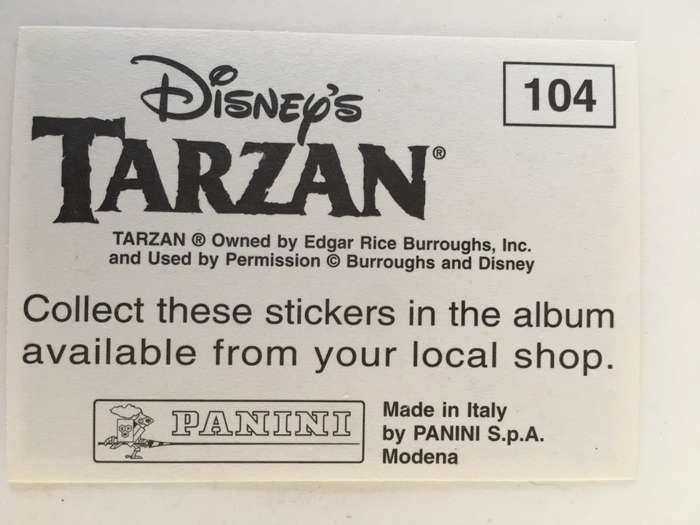 DISNEY'S
104
TARZAN®
TARZAN ® Owned by Edgar Rice Burroughs, Inc.
and Used by Permission © Burroughs and Disney
Collect these stickers in the album
available from your local shop.
PANINI
Made in Italy
by PANINI S.p.A.
Modena